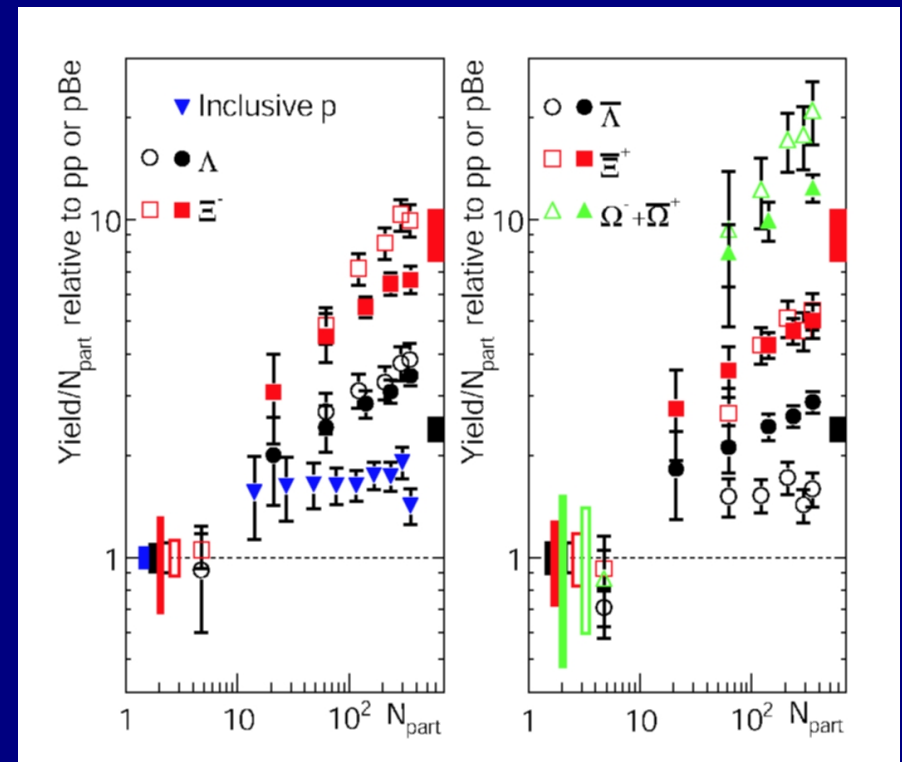 Yield/N_part relative to pp or pBe
Inclusive p
Λ
Ξ⁻
10
1
1 10 10² N_part
Yield/N_part relative to pp or pBe
Λ̅
Ξ̅⁺
Ω⁻+Ω̅⁺
10
1
1 10 10² N_part